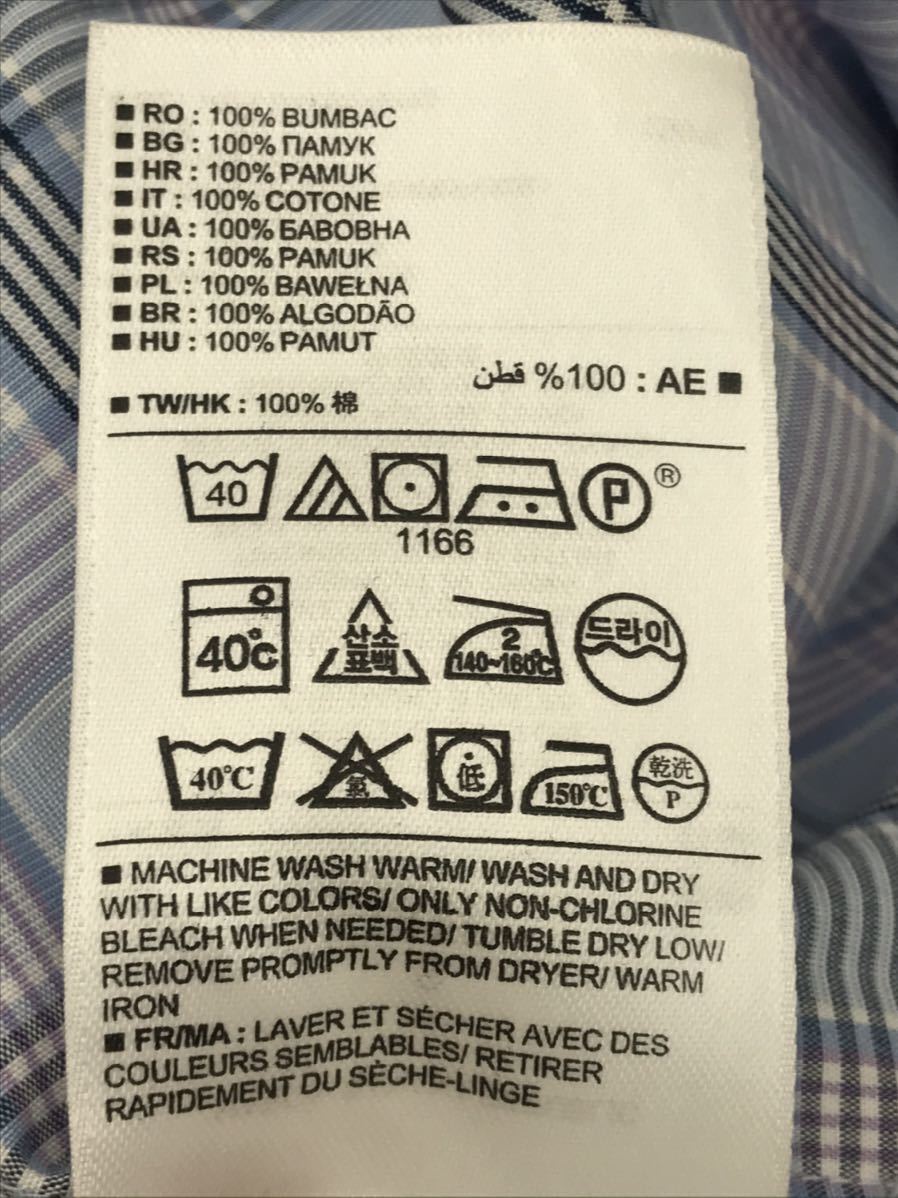 ■ RO : 100% BUMBAC
■ BG : 100% ПАМУК
■ HR : 100% PAMUK
■ IT : 100% COTONE
■ UA : 100% БАВОВНА
■ RS : 100% PAMUK
■ PL : 100% BAWEŁNA
■ BR : 100% ALGODÃO
■ HU : 100% PAMUT
■ AE : 100% قطن
■ TW/HK : 100% 棉
40 P ®
1166
40°C 산소 표백 2 140~160°C 드라이
40°C 氯 低 150°C 乾洗 P
■ MACHINE WASH WARM/ WASH AND DRY
WITH LIKE COLORS/ ONLY NON-CHLORINE
BLEACH WHEN NEEDED/ TUMBLE DRY LOW/
REMOVE PROMPTLY FROM DRYER/ WARM
IRON
■ FR/MA : LAVER ET SÉCHER AVEC DES
COULEURS SEMBLABLES/ RETIRER
RAPIDEMENT DU SÈCHE-LINGE